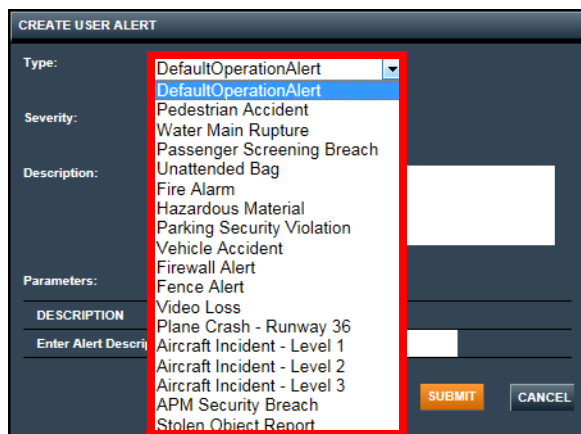 CREATE USER ALERT
Type:
DefaultOperationAlert
DefaultOperationAlert
Pedestrian Accident
Water Main Rupture
Severity:
Passenger Screening Breach
Description:
Unattended Bag
Fire Alarm
Hazardous Material
Parking Security Violation
Vehicle Accident
Firewall Alert
Parameters:
Fence Alert
Video Loss
DESCRIPTION
Plane Crash - Runway 36
Enter Alert Descrip
Aircraft Incident - Level 1
Aircraft Incident - Level 2
Aircraft Incident - Level 3
APM Security Breach
Stolen Object Report
SUBMIT
CANCEL